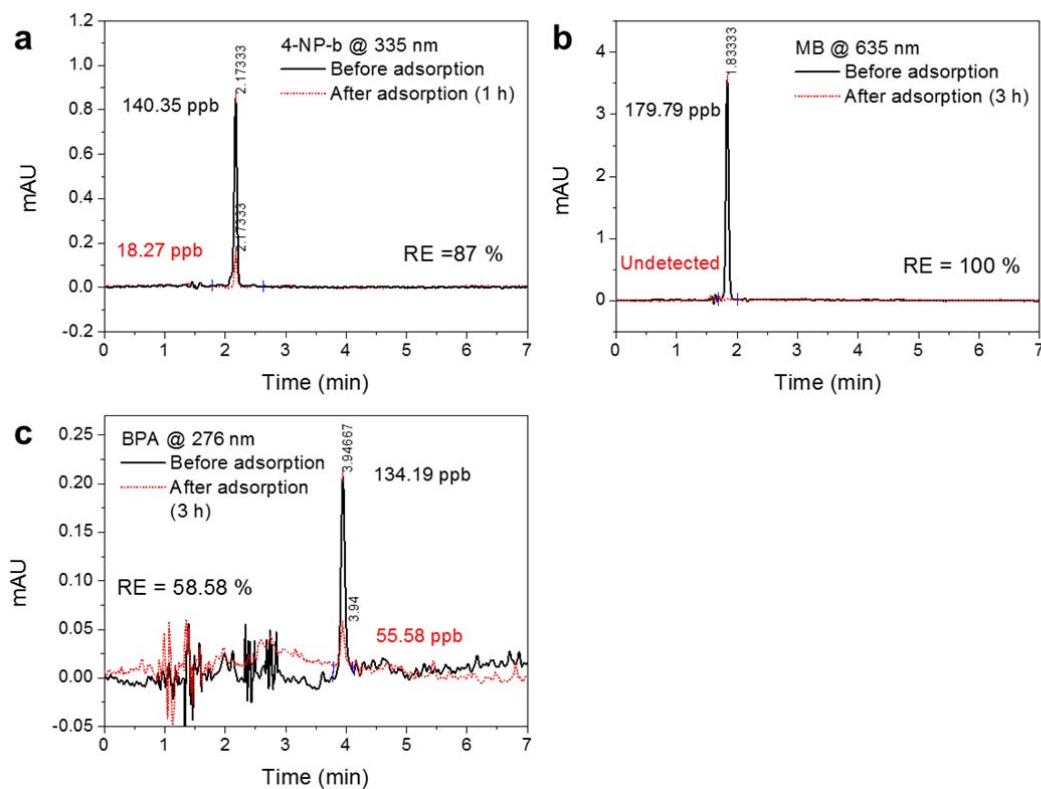 a
4-NP-b @ 335 nm
Before adsorption
After adsorption (1 h)
2.17333
2.17333
140.35 ppb
18.27 ppb
RE =87 %
1.2
1.0
0.8
0.6
0.4
0.2
0.0
-0.2
mAU
0 1 2 3 4 5 6 7
Time (min)
b
MB @ 635 nm
Before adsorption
After adsorption (3 h)
1.83333
179.79 ppb
Undetected
RE = 100 %
4
3
2
1
0
mAU
0 1 2 3 4 5 6 7
Time (min)
c
BPA @ 276 nm
Before adsorption
After adsorption
(3 h)
3.94667
134.19 ppb
RE = 58.58 %
3.94
55.58 ppb
0.25
0.20
0.15
0.10
0.05
0.00
-0.05
mAU
0 1 2 3 4 5 6 7
Time (min)